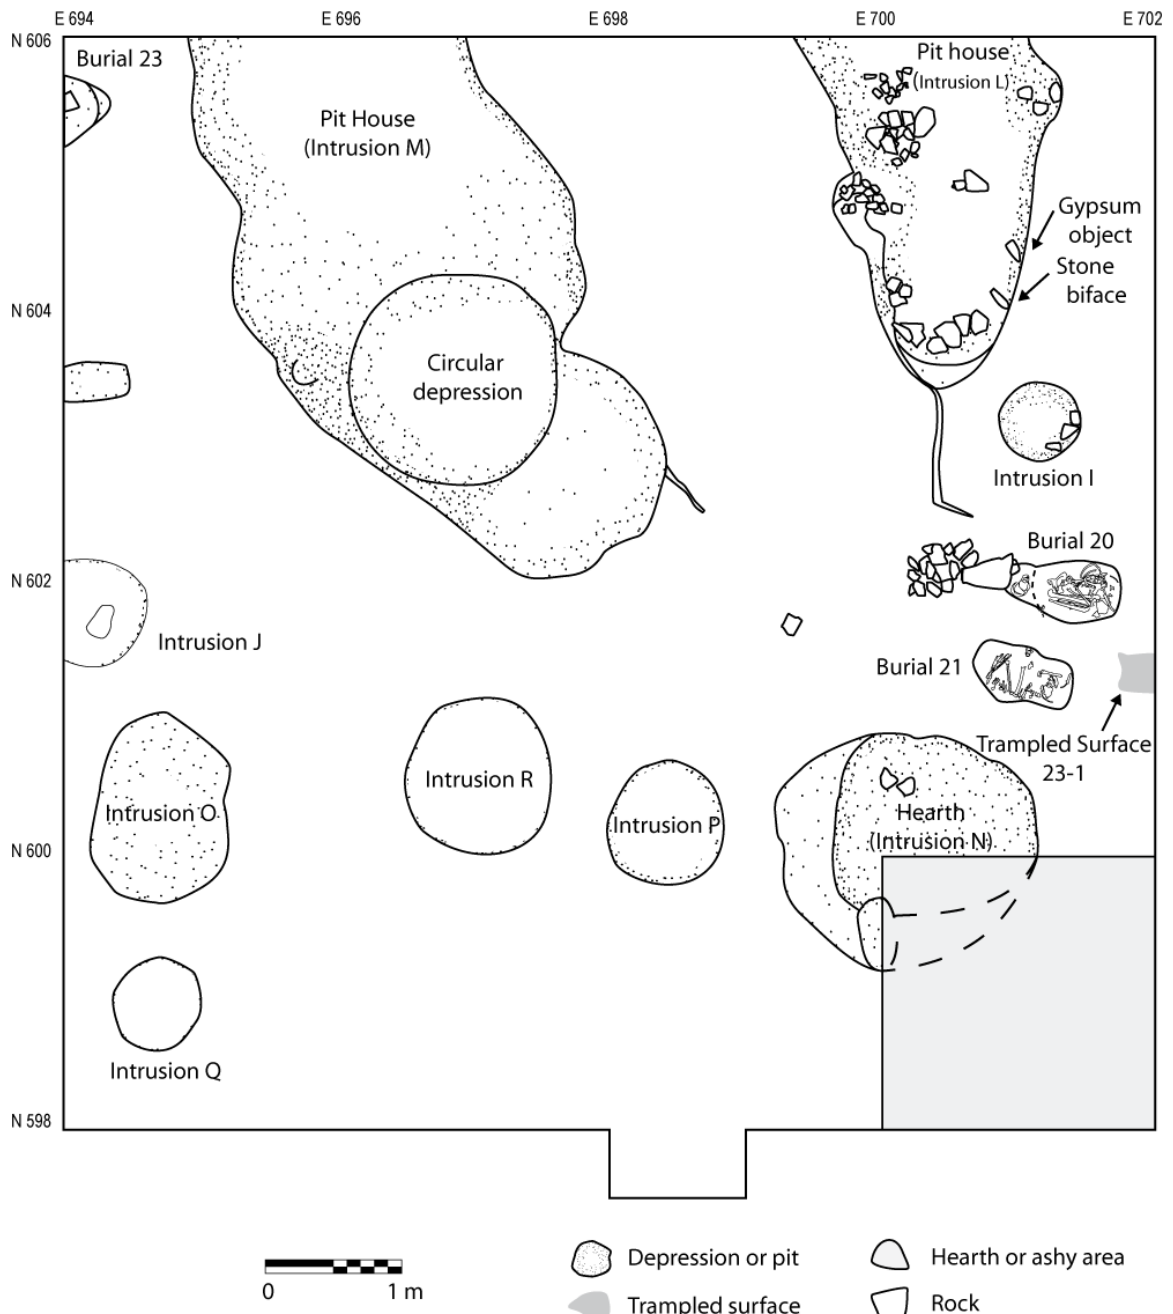 E 694 E 696 E 698 E 700 E 702
N 606
Burial 23
Pit house
(Intrusion L)
Pit House
(Intrusion M)
Gypsum
object
Stone
biface
N 604
Circular
depression
Intrusion I
Burial 20
N 602
Intrusion J
Burial 21
Trampled Surface
23-1
Intrusion R
Intrusion O
Intrusion P
Hearth
(Intrusion N)
N 600
Intrusion Q
N 598
0 1 m
Depression or pit
Hearth or ashy area
Trampled surface
Rock